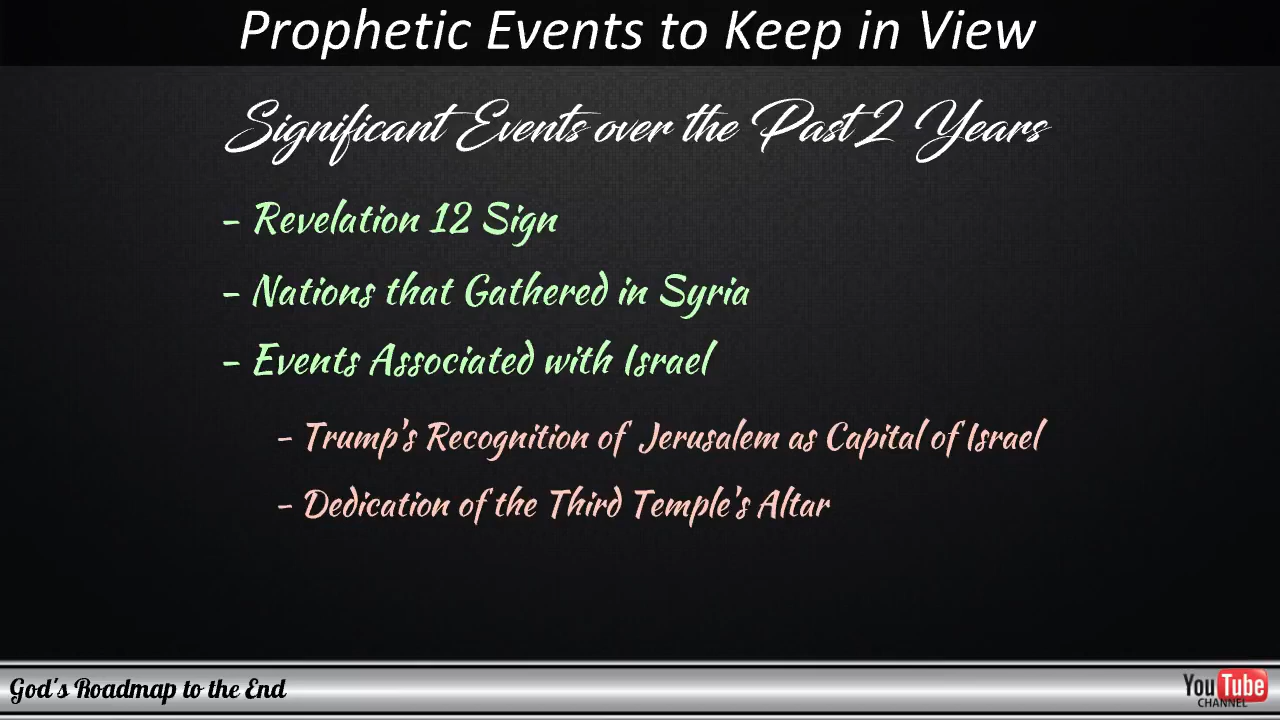 Prophetic Events to Keep in View
Significant Events over the Past 2 Years
- Revelation 12 Sign
- Nations that Gathered in Syria
- Events Associated with Israel
- Trump's Recognition of Jerusalem as Capital of Israel
- Dedication of the Third Temple's Altar
God's Roadmap to the End
YouTube
CHANNEL